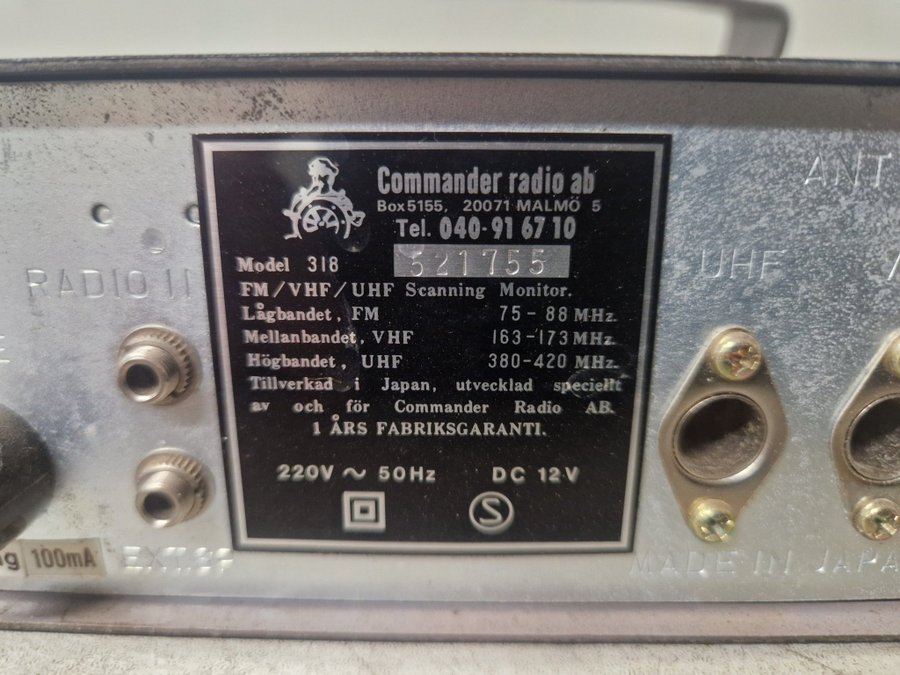 Commander radio ab
Box 5155, 20071 MALMÖ 5
Tel. 040-91 67 10
Model 318 521755
FM/VHF/UHF Scanning Monitor.
Lågbandet, FM 75-88 MHz.
Mellanbandet, VHF 163-173 MHz.
Högbandet, UHF 380-420 MHz.
Tillverkad i Japan, utvecklad speciellt
av och för Commander Radio AB.
1 ÅRS FABRIKSGARANTI.
220V ~ 50Hz DC 12V
S
RADIO II
100mA
EXT.SP
ANT
UHF
MADE IN JAPA